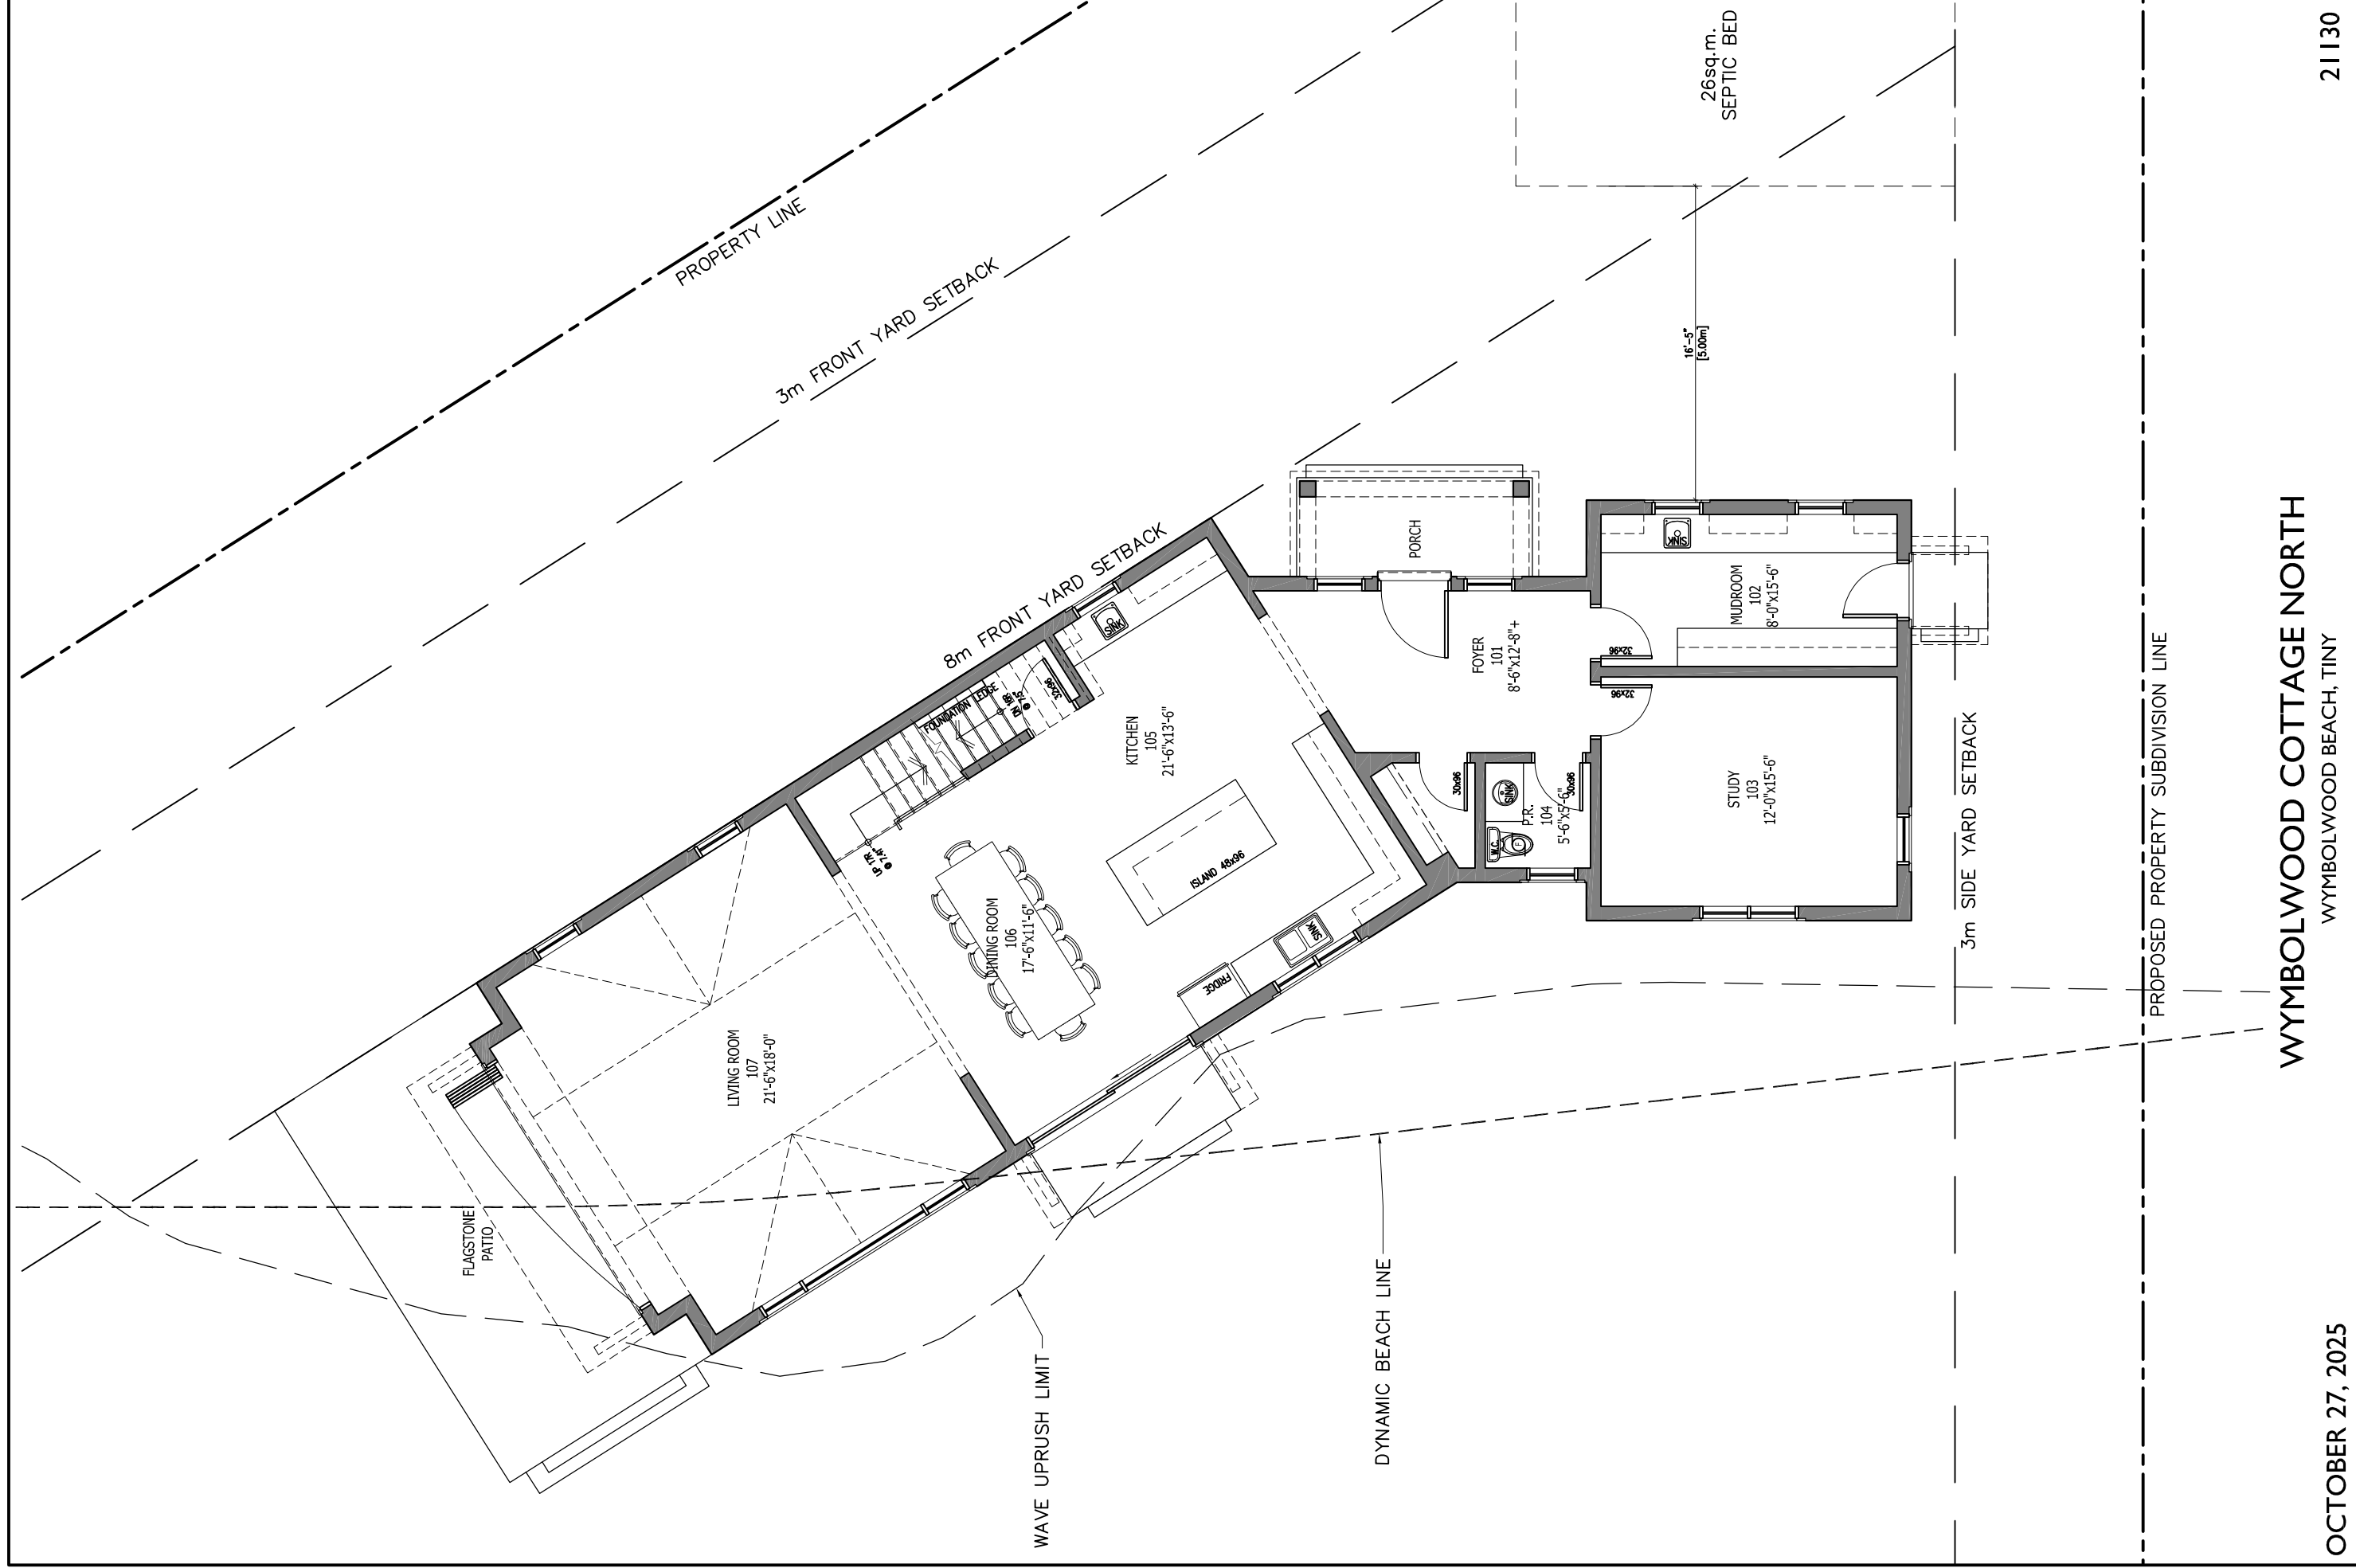 PROPERTY LINE
3m FRONT YARD SETBACK
8m FRONT YARD SETBACK
26sq.m.
SEPTIC BED
16'-5"
[5.00m]
PORCH
FOYER
101
8'-6"x12'-8"+
MUDROOM
102
8'-0"x15'-6"
SINK
32x96
32x96
STUDY
103
12'-0"x15'-6"
P.R.
104
5'-6"x5'-6"
SINK
W.C.
F
30x96
30x96
KITCHEN
105
21'-6"x13'-6"
SINK
ISLAND 48x96
SINK
FRIDGE
FOUNDATION LEDGE
32x96
UP 17R
@ 7.41"
DINING ROOM
106
17'-6"x11'-6"
LIVING ROOM
107
21'-6"x18'-0"
FLAGSTONE
PATIO
WAVE UPRUSH LIMIT
DYNAMIC BEACH LINE
3m SIDE YARD SETBACK
PROPOSED PROPERTY SUBDIVISION LINE
OCTOBER 27, 2025
WYMBOLWOOD COTTAGE NORTH
WYMBOLWOOD BEACH, TINY
21130